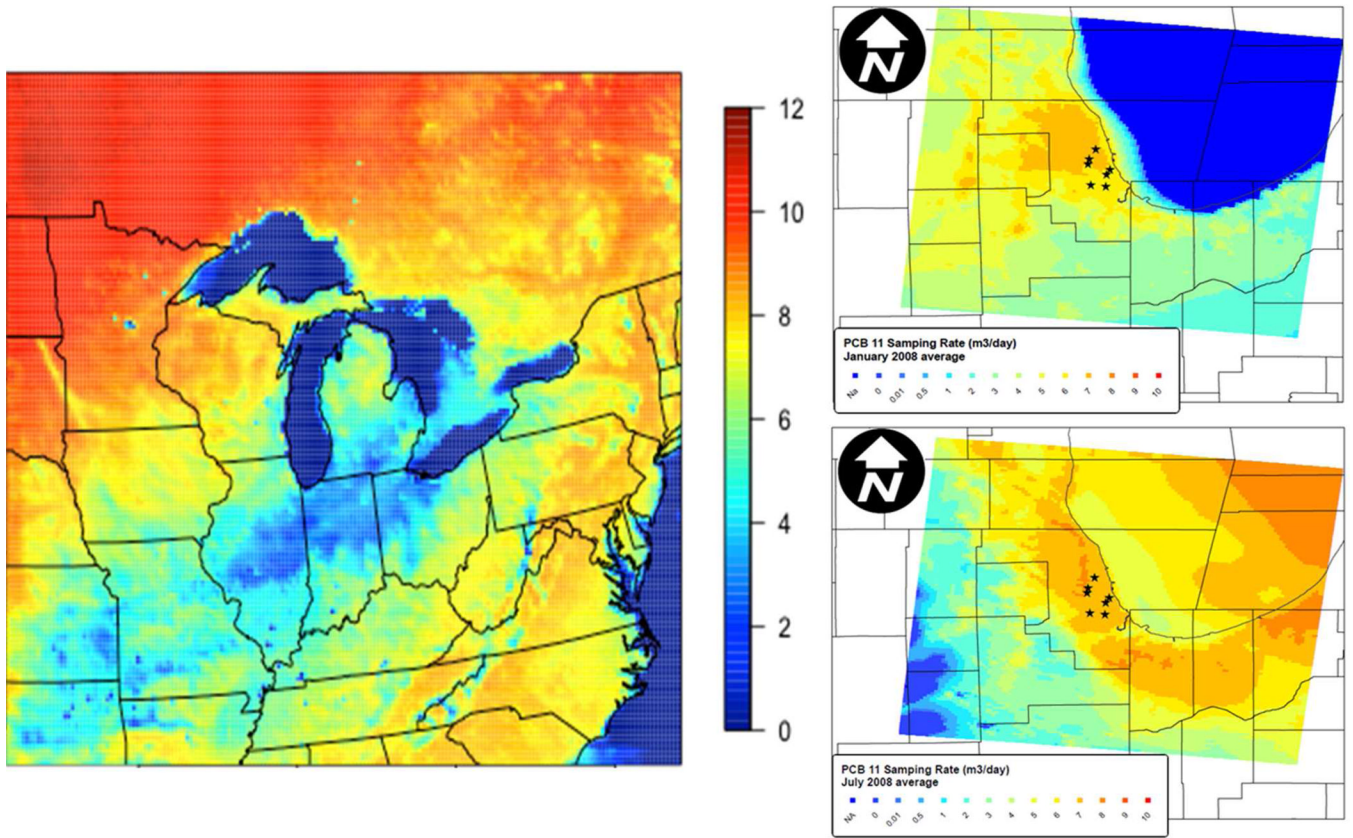 12
10
8
6
4
2
0
N
PCB 11 Samping Rate (m3/day)
January 2008 average
Na 0 0.01 0.5 1 2 3 4 5 6 7 8 9 10
N
PCB 11 Samping Rate (m3/day)
July 2008 average
NA 0 0.01 0.5 1 2 3 4 5 6 7 8 9 10